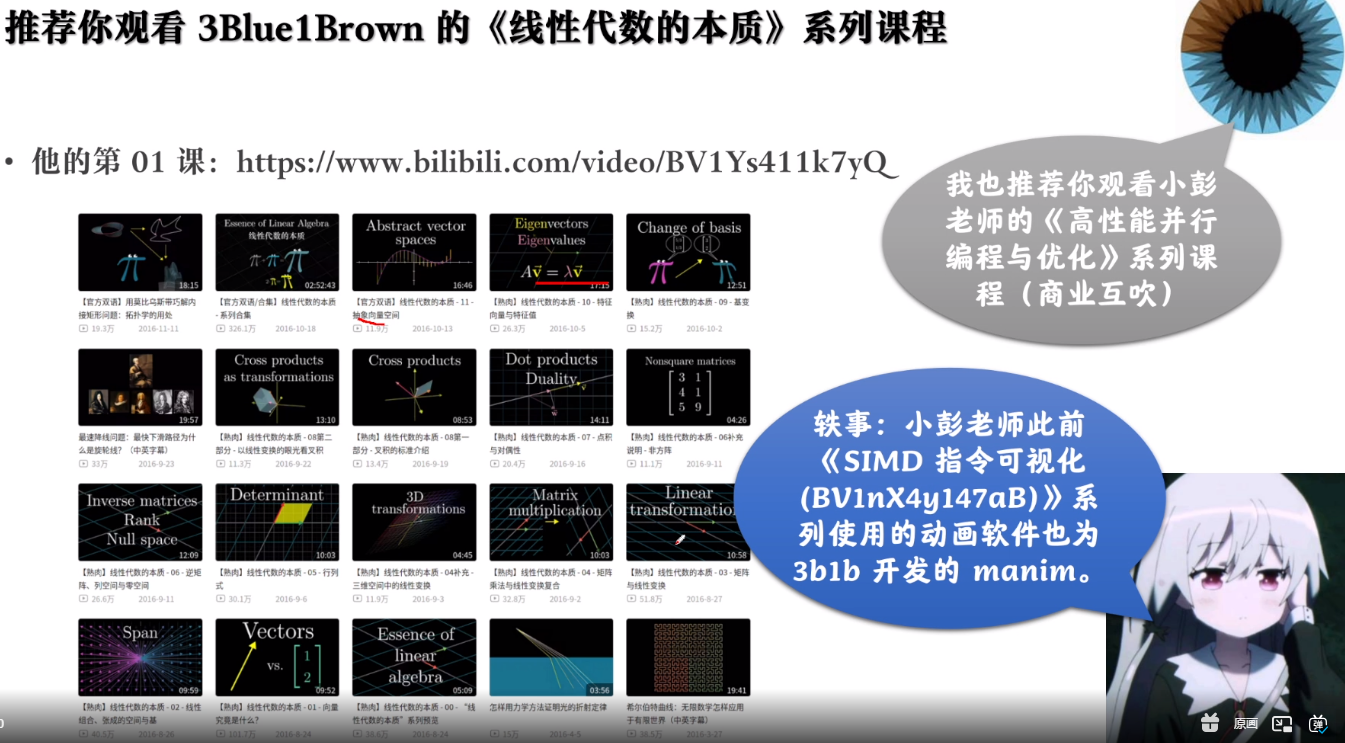 推荐你观看 3Blue1Brown 的《线性代数的本质》系列课程
• 他的第 01 课：https://www.bilibili.com/video/BV1Ys411k7yQ
我也推荐你观看小彭
老师的《高性能并行
编程与优化》系列课
程（商业互吹）
18:15
【官方双语】用莫比乌斯带巧解内
接矩形问题：拓扑学的用处
19.3万 2016-11-11
Essence of Linear Algebra
线性代数的本质
02:52:43
【官方双语/合集】线性代数的本质
- 系列合集
326.1万 2016-10-18
Abstract vector
spaces
16:46
【官方双语】线性代数的本质 - 11 -
抽象向量空间
11.9万 2016-10-13
Eigenvectors
Eigenvalues
Av⃗ = λv⃗
17:15
【熟肉】线性代数的本质 - 10 - 特征
向量与特征值
26.3万 2016-10-5
Change of basis
12:51
【熟肉】线性代数的本质 - 09 - 基变
换
15.2万 2016-10-2
19:57
最速降线问题：最快下滑路径为什
么是旋轮线？（中英字幕）
33万 2016-9-23
Cross products
as transformations
13:10
【熟肉】线性代数的本质 - 08第二
部分 - 以线性变换的眼光看叉积
11.3万 2016-9-22
Cross products
08:53
【熟肉】线性代数的本质 - 08第一
部分 - 叉积的标准介绍
13.4万 2016-9-19
Dot products
Duality
14:11
【熟肉】线性代数的本质 - 07 - 点积
与对偶性
20.4万 2016-9-16
Nonsquare matrices
3 1
4 1
5 9
04:26
【熟肉】线性代数的本质 - 06补充
说明 - 非方阵
11.1万 2016-9-11
轶事：小彭老师此前
《SIMD 指令可视化
(BV1nX4y147aB)》系
列使用的动画软件也为
3b1b 开发的 manim。
Inverse matrices
Rank
Null space
12:09
【熟肉】线性代数的本质 - 06 - 逆矩
阵、列空间与零空间
26.6万 2016-9-11
Determinant
10:03
【熟肉】线性代数的本质 - 05 - 行列
式
30.1万 2016-9-6
3D
transformations
04:45
【熟肉】线性代数的本质 - 04补充 -
三维空间中的线性变换
11.9万 2016-9-3
Matrix
multiplication
10:03
【熟肉】线性代数的本质 - 04 - 矩阵
乘法与线性变换复合
32.8万 2016-9-2
Linear
10:58
【熟肉】线性代数的本质 - 03 - 矩阵
与线性变换
51.8万 2016-8-27
Span
09:59
【熟肉】线性代数的本质 - 02 - 线性
组合、张成的空间与基
40.5万 2016-8-26
Vectors
vs.
1
2
09:52
【熟肉】线性代数的本质 - 01 - 向量
究竟是什么？
101.7万 2016-8-24
Essence of
linear
algebra
05:09
【熟肉】线性代数的本质 - 00 - “线
性代数的本质”系列预览
38.6万 2016-8-24
03:56
怎样用力学方法证明光的折射定律
15万 2016-4-5
19:41
希尔伯特曲线：无限数学怎样应用
于有限世界（中英字幕）
38.5万 2016-3-27
原画
弹